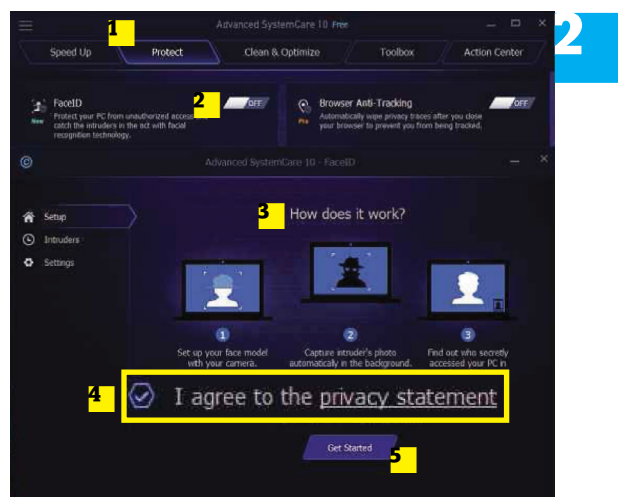 2
Advanced SystemCare 10 Free
1
Speed Up
Protect
Clean & Optimize
Toolbox
Action Center
FaceID
2
OFF
New
Protect your PC from unauthorized access
catch the intruders in the act with facial
recognition technology.
Browser Anti-Tracking
OFF
Pro
Automatically wipe privacy traces after you close
your browser to prevent you from being tracked.
Advanced SystemCare 10 - FaceID
Setup
Intruders
Settings
3
How does it work?
1
Set up your face model
with your camera.
2
Capture intruder's photo
automatically in the background.
3
Find out who secretly
accessed your PC in
4
I agree to the privacy statement
Get Started
5